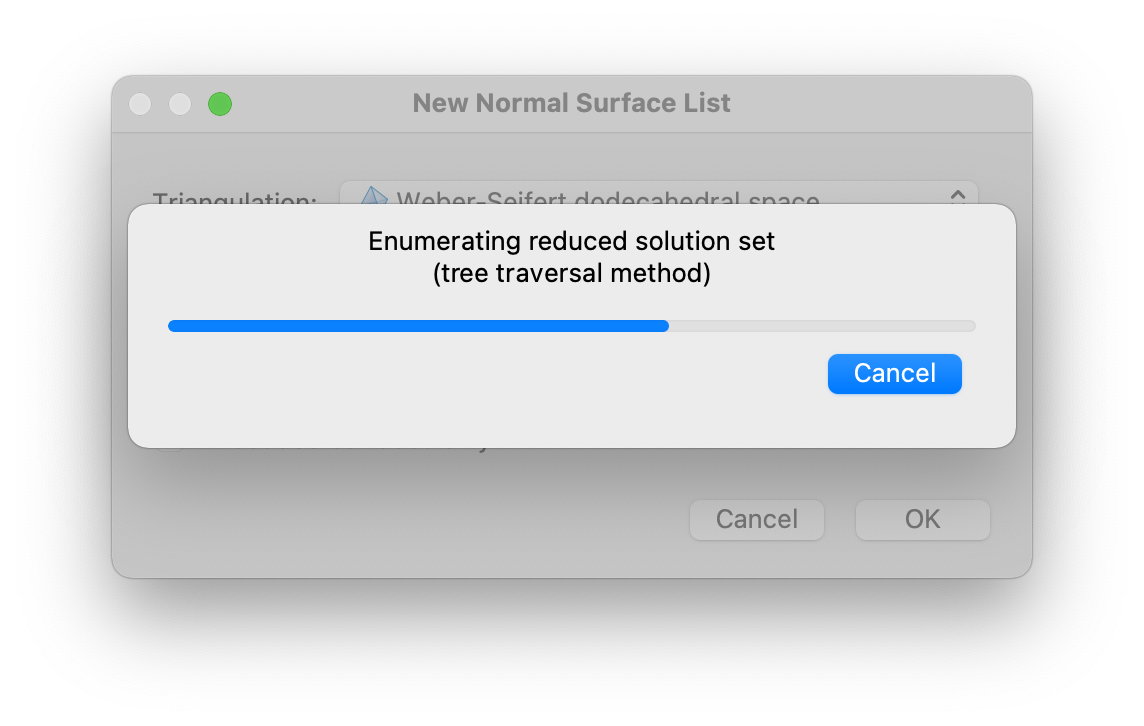 New Normal Surface List
Triangulation: Weber-Seifert dodecahedral space
Enumerating reduced solution set
(tree traversal method)
Cancel
Cancel OK